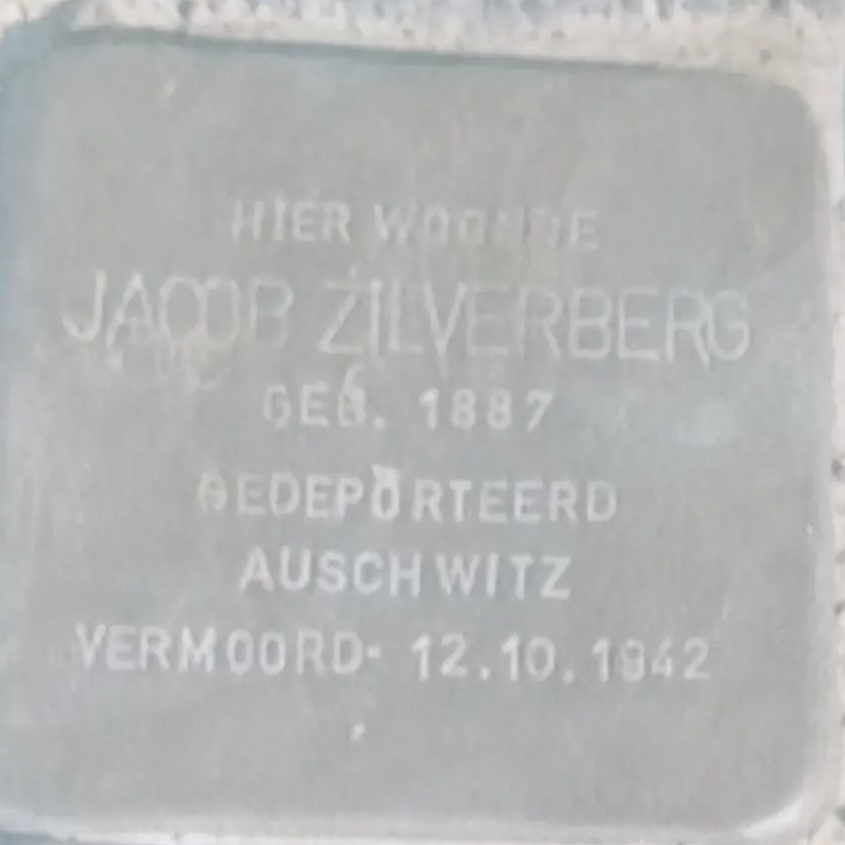 HIER WOONDE
JACOB ZILVERBERG
GEB. 1887
GEDEPORTEERD
AUSCHWITZ
VERMOORD - 12.10.1942